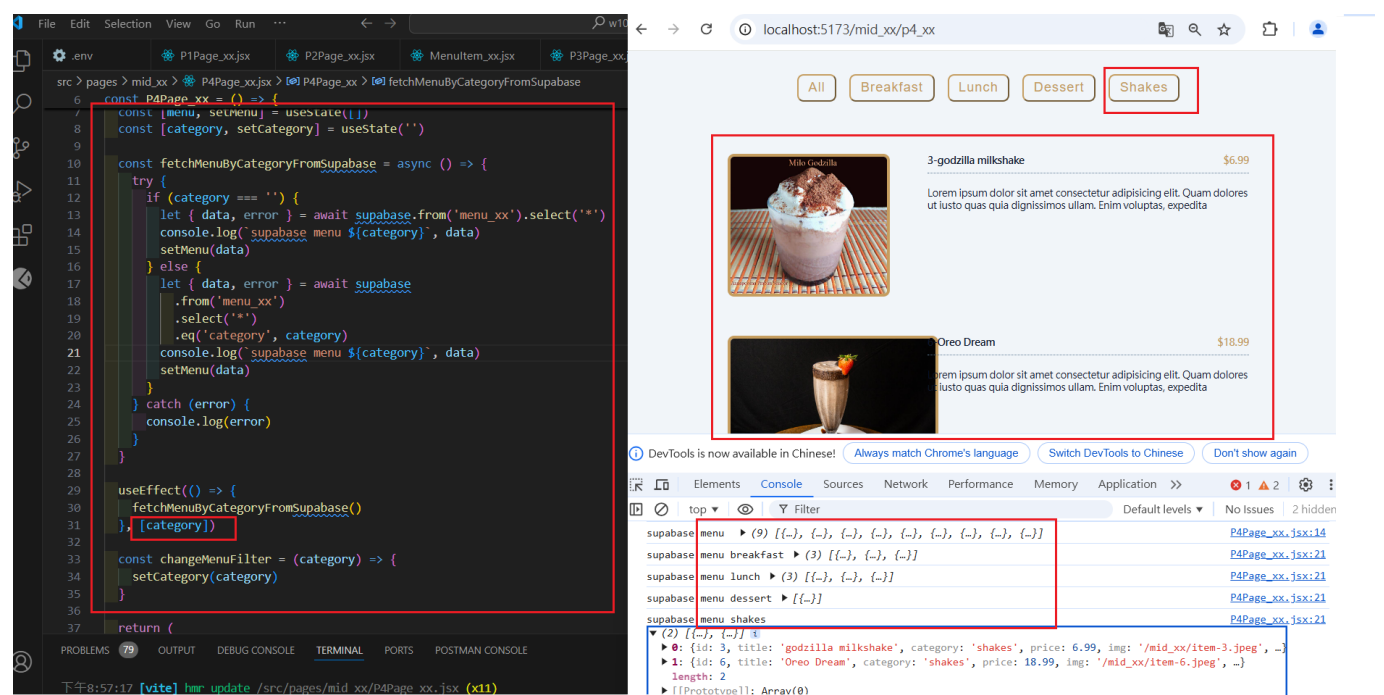 File Edit Selection View Go Run ··· ← → w10
.env P1Page_xx.jsx P2Page_xx.jsx MenuItem_xx.jsx P3Page_xx.j
src > pages > mid_xx > P4Page_xx.jsx > P4Page_xx > fetchMenuByCategoryFromSupabase
6 const P4Page_xx = () => {
7 const [menu, setMenu] = useState([])
8 const [category, setCategory] = useState('')
9
10 const fetchMenuByCategoryFromSupabase = async () => {
11 try {
12 if (category === '') {
13 let { data, error } = await supabase.from('menu_xx').select('*')
14 console.log(`supabase menu ${category}`, data)
15 setMenu(data)
16 } else {
17 let { data, error } = await supabase
18 .from('menu_xx')
19 .select('*')
20 .eq('category', category)
21 console.log(`supabase menu ${category}`, data)
22 setMenu(data)
23 }
24 } catch (error) {
25 console.log(error)
26 }
27 }
28
29 useEffect(() => {
30 fetchMenuByCategoryFromSupabase()
31 }, [category])
32
33 const changeMenuFilter = (category) => {
34 setCategory(category)
35 }
36
37 return (
PROBLEMS 79 OUTPUT DEBUG CONSOLE TERMINAL PORTS POSTMAN CONSOLE
下午8:57:17 [vite] hmr update /src/pages/mid_xx/P4Page_xx.jsx (x11)
localhost:5173/mid_xx/p4_xx
All Breakfast Lunch Dessert Shakes
Milo Godzilla
3-godzilla milkshake $6.99
Lorem ipsum dolor sit amet consectetur adipisicing elit. Quam dolores
ut iusto quas quia dignissimos ullam. Enim voluptas, expedita
-Oreo Dream $18.99
orem ipsum dolor sit amet consectetur adipisicing elit. Quam dolores
iusto quas quia dignissimos ullam. Enim voluptas, expedita
DevTools is now available in Chinese! Always match Chrome's language Switch DevTools to Chinese Don't show again
Elements Console Sources Network Performance Memory Application >> 1 2
top ▼ Filter Default levels ▼ No Issues 2 hidden
supabase menu ▶ (9) [{…}, {…}, {…}, {…}, {…}, {…}, {…}, {…}, {…}] P4Page_xx.jsx:14
supabase menu breakfast ▶ (3) [{…}, {…}, {…}] P4Page_xx.jsx:21
supabase menu lunch ▶ (3) [{…}, {…}, {…}] P4Page_xx.jsx:21
supabase menu dessert ▶ [{…}] P4Page_xx.jsx:21
supabase menu shakes P4Page_xx.jsx:21
▼ (2) [{…}, {…}] i
▶ 0: {id: 3, title: 'godzilla milkshake', category: 'shakes', price: 6.99, img: '/mid_xx/item-3.jpeg', …}
▶ 1: {id: 6, title: 'Oreo Dream', category: 'shakes', price: 18.99, img: '/mid_xx/item-6.jpeg', …}
length: 2
▶ [[Prototype]]: Array(0)